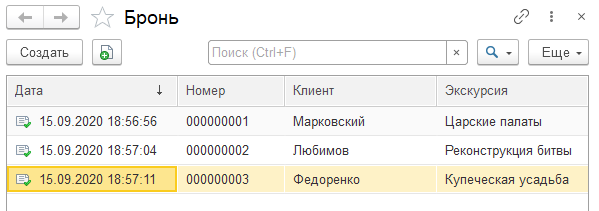 Бронь
Создать Поиск (Ctrl+F) Еще
Дата Номер Клиент Экскурсия
15.09.2020 18:56:56 000000001 Марковский Царские палаты
15.09.2020 18:57:04 000000002 Любимов Реконструкция битвы
15.09.2020 18:57:11 000000003 Федоренко Купеческая усадьба